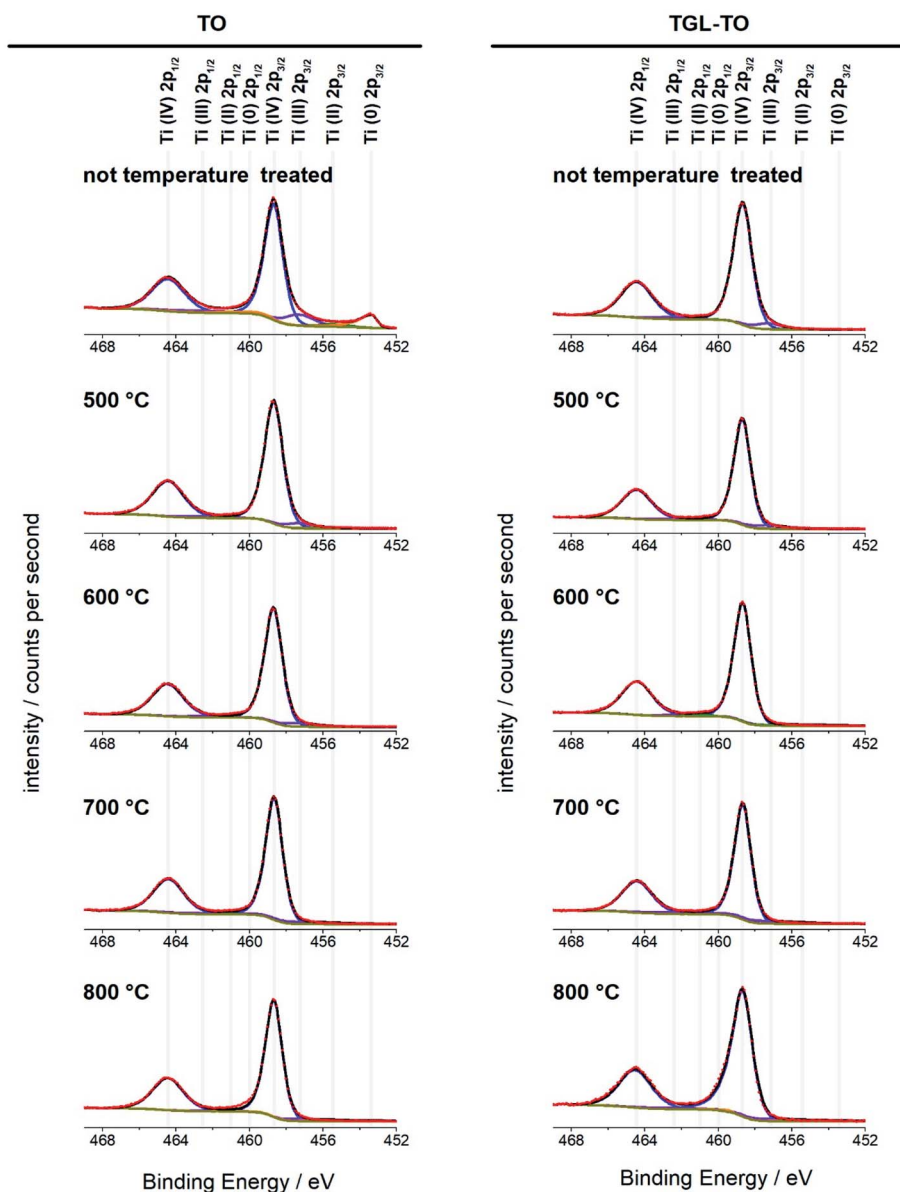 TO
Ti (IV) 2p1/2
Ti (III) 2p1/2
Ti (II) 2p1/2
Ti (0) 2p1/2
Ti (IV) 2p3/2
Ti (III) 2p3/2
Ti (II) 2p3/2
Ti (0) 2p3/2
not temperature treated
468 464 460 456 452
500 °C
468 464 460 456 452
600 °C
468 464 460 456 452
700 °C
468 464 460 456 452
800 °C
468 464 460 456 452
intensity / counts per second
Binding Energy / eV
TGL-TO
Ti (IV) 2p1/2
Ti (III) 2p1/2
Ti (II) 2p1/2
Ti (0) 2p1/2
Ti (IV) 2p3/2
Ti (III) 2p3/2
Ti (II) 2p3/2
Ti (0) 2p3/2
not temperature treated
468 464 460 456 452
500 °C
468 464 460 456 452
600 °C
468 464 460 456 452
700 °C
468 464 460 456 452
800 °C
468 464 460 456 452
intensity / counts per second
Binding Energy / eV